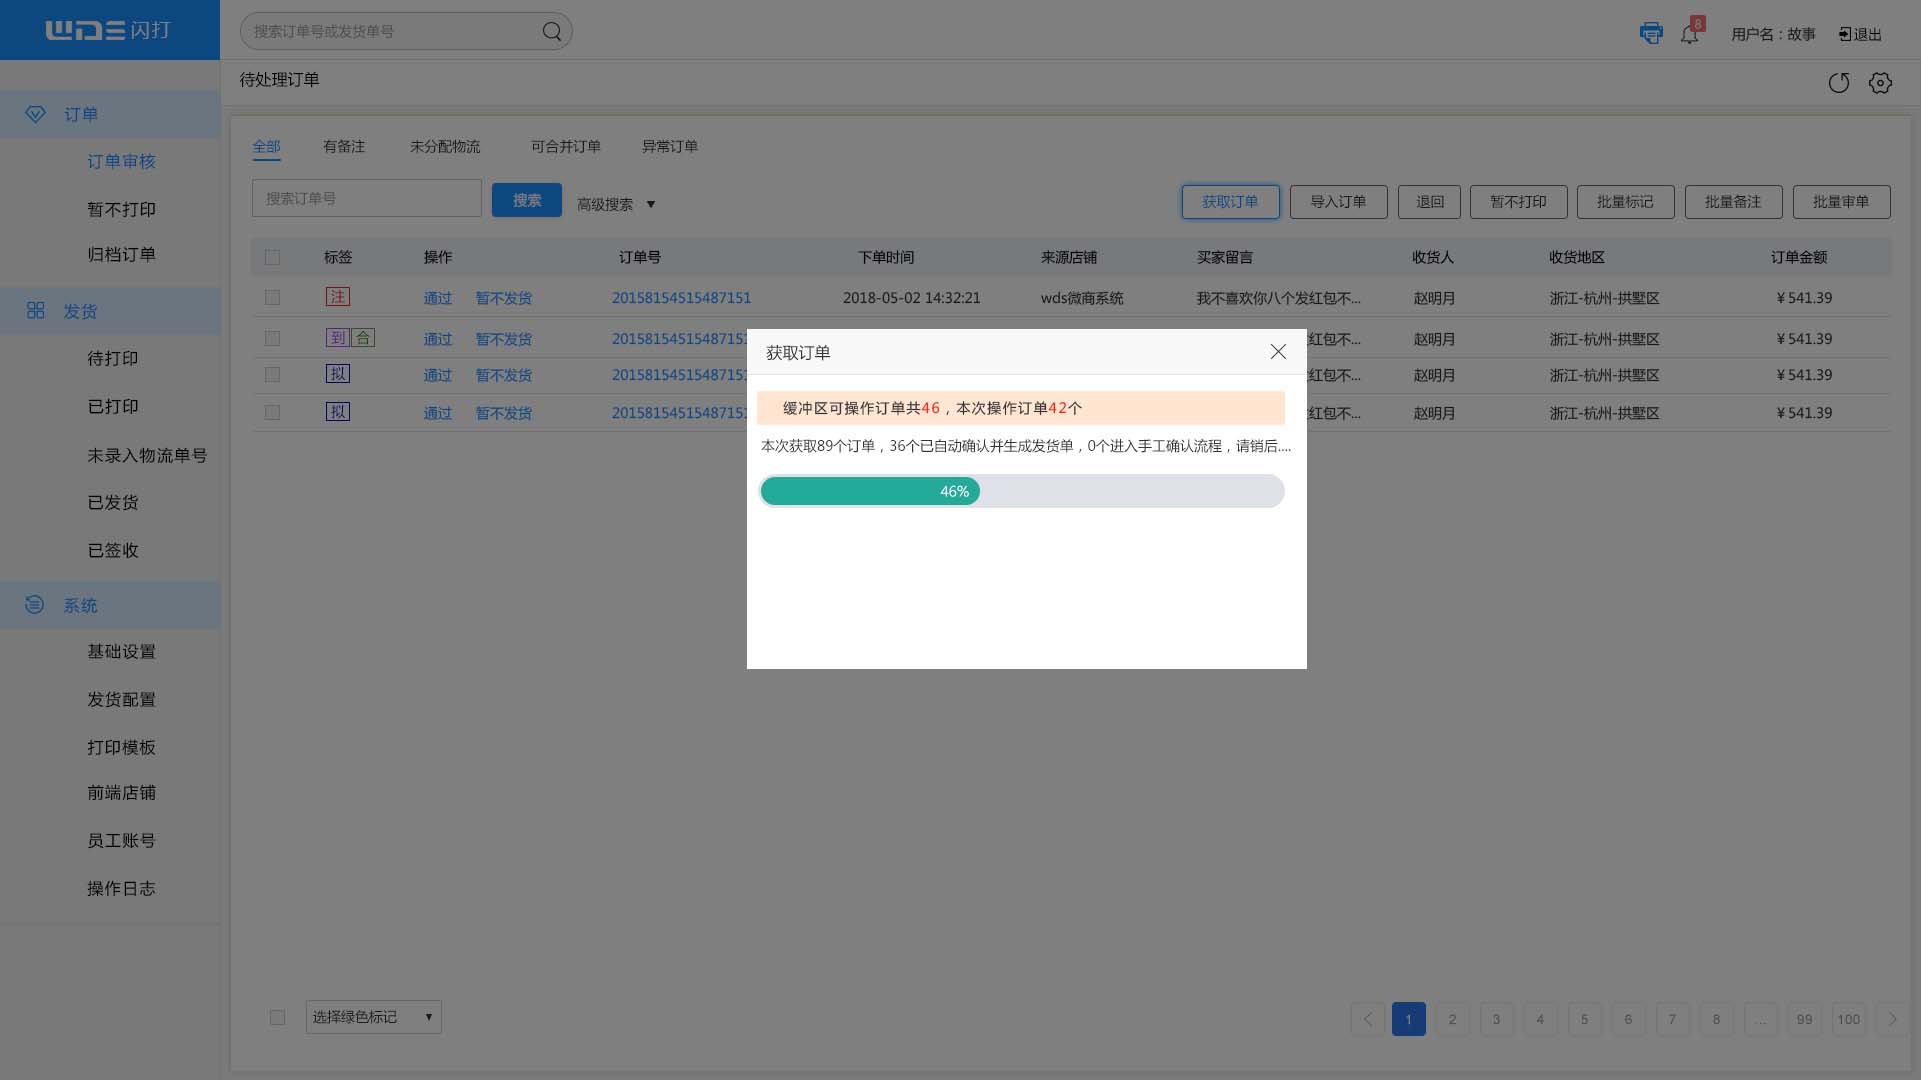 WDS闪打
搜索订单号或发货单号
8
用户名：故事
退出
待处理订单
订单
订单审核
暂不打印
归档订单
发货
待打印
已打印
未录入物流单号
已发货
已签收
系统
基础设置
发货配置
打印模板
前端店铺
员工账号
操作日志
全部 有备注 未分配物流 可合并订单 异常订单
搜索订单号 搜索 高级搜索 ▼ 获取订单 导入订单 退回 暂不打印 批量标记 批量备注 批量审单
标签 操作 订单号 下单时间 来源店铺 买家留言 收货人 收货地区 订单金额
注 通过 暂不发货 20158154515487151 2018-05-02 14:32:21 wds微商系统 我不喜欢你八个发红包不... 赵明月 浙江-杭州-拱墅区 ￥541.39
到 合 通过 暂不发货 20158154515487151 红包不... 赵明月 浙江-杭州-拱墅区 ￥541.39
拟 通过 暂不发货 20158154515487151 红包不... 赵明月 浙江-杭州-拱墅区 ￥541.39
拟 通过 暂不发货 20158154515487151 红包不... 赵明月 浙江-杭州-拱墅区 ￥541.39
获取订单
缓冲区可操作订单共46，本次操作订单42个
本次获取89个订单，36个已自动确认并生成发货单，0个进入手工确认流程，请销后....
46%
选择绿色标记 ▼
1 2 3 4 5 6 7 8 ... 99 100